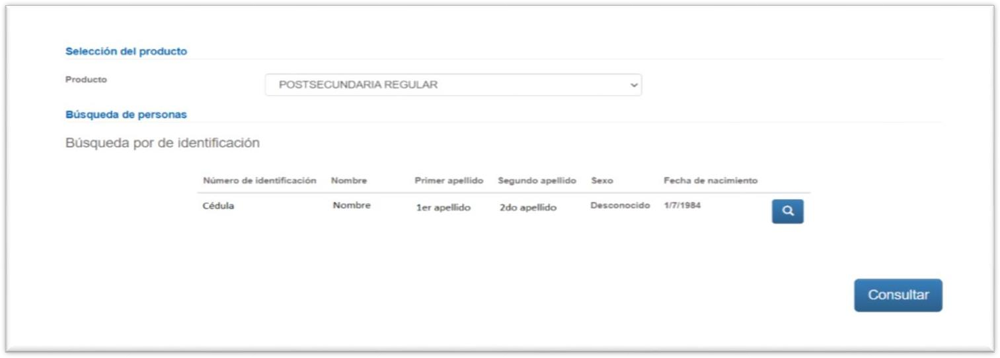 Selección del producto
Producto
POSTSECUNDARIA REGULAR
Búsqueda de personas
Búsqueda por de identificación
Número de identificación Nombre Primer apellido Segundo apellido Sexo Fecha de nacimiento
Cédula Nombre 1er apellido 2do apellido Desconocido 1/7/1984
Consultar